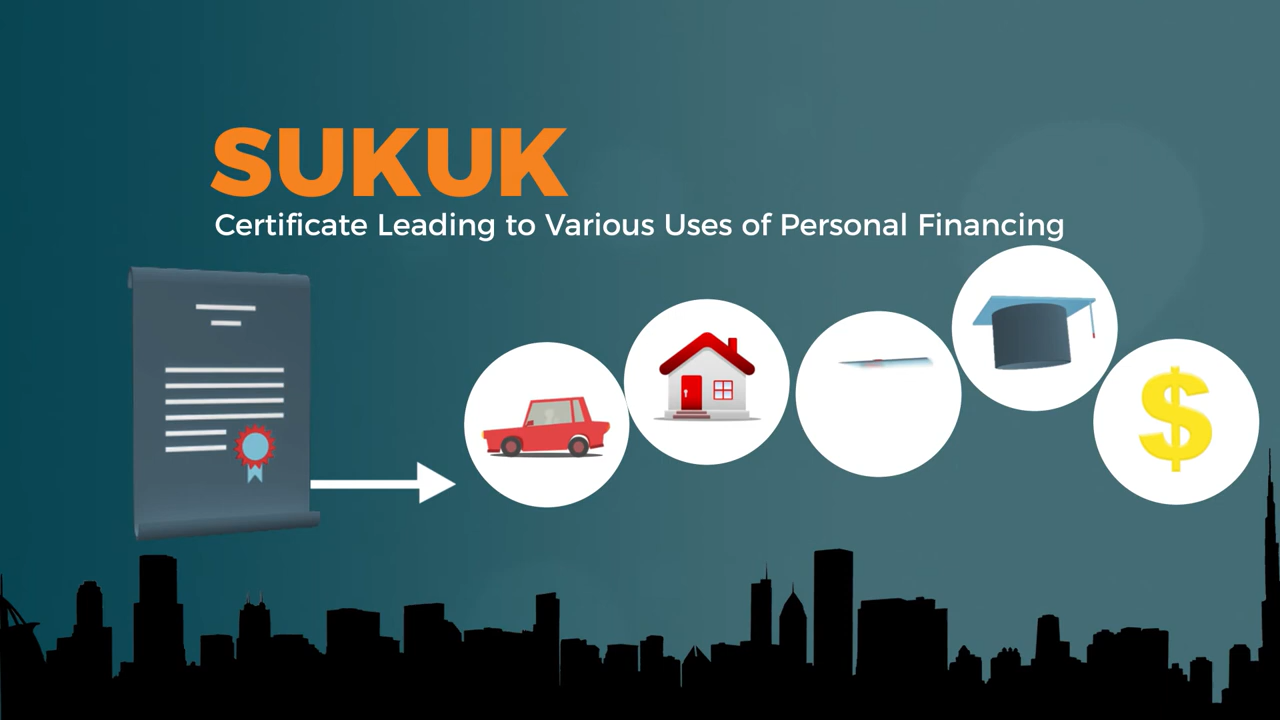 SUKUK
Certificate Leading to Various Uses of Personal Financing
$